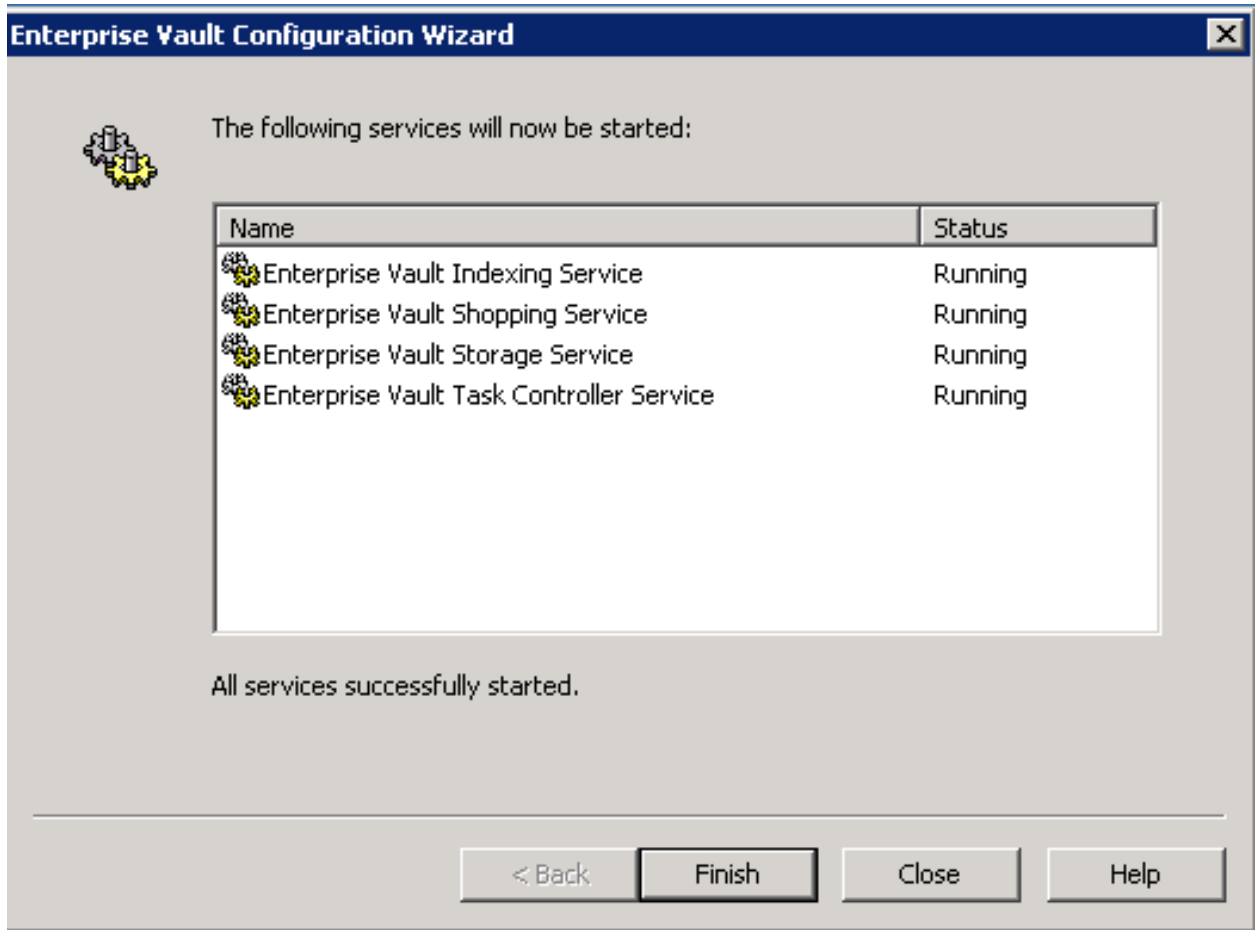 Enterprise Vault Configuration Wizard
The following services will now be started:
Name Status
Enterprise Vault Indexing Service Running
Enterprise Vault Shopping Service Running
Enterprise Vault Storage Service Running
Enterprise Vault Task Controller Service Running
All services successfully started.
< Back Finish Close Help